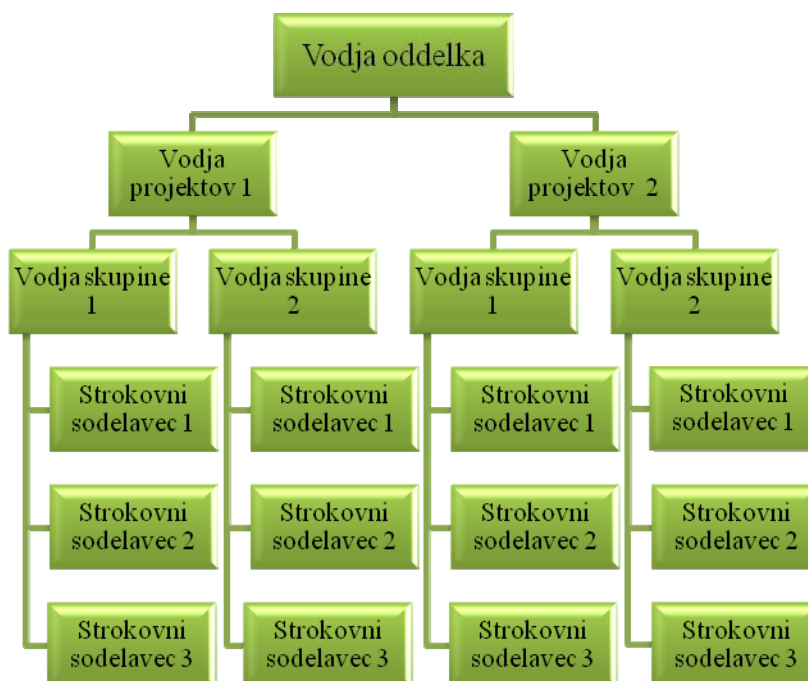 Vodja oddelka
Vodja
projektov 1
Vodja
projektov 2
Vodja skupine
1
Vodja skupine
2
Vodja skupine
1
Vodja skupine
2
Strokovni
sodelavec 1
Strokovni
sodelavec 1
Strokovni
sodelavec 1
Strokovni
sodelavec 1
Strokovni
sodelavec 2
Strokovni
sodelavec 2
Strokovni
sodelavec 2
Strokovni
sodelavec 2
Strokovni
sodelavec 3
Strokovni
sodelavec 3
Strokovni
sodelavec 3
Strokovni
sodelavec 3